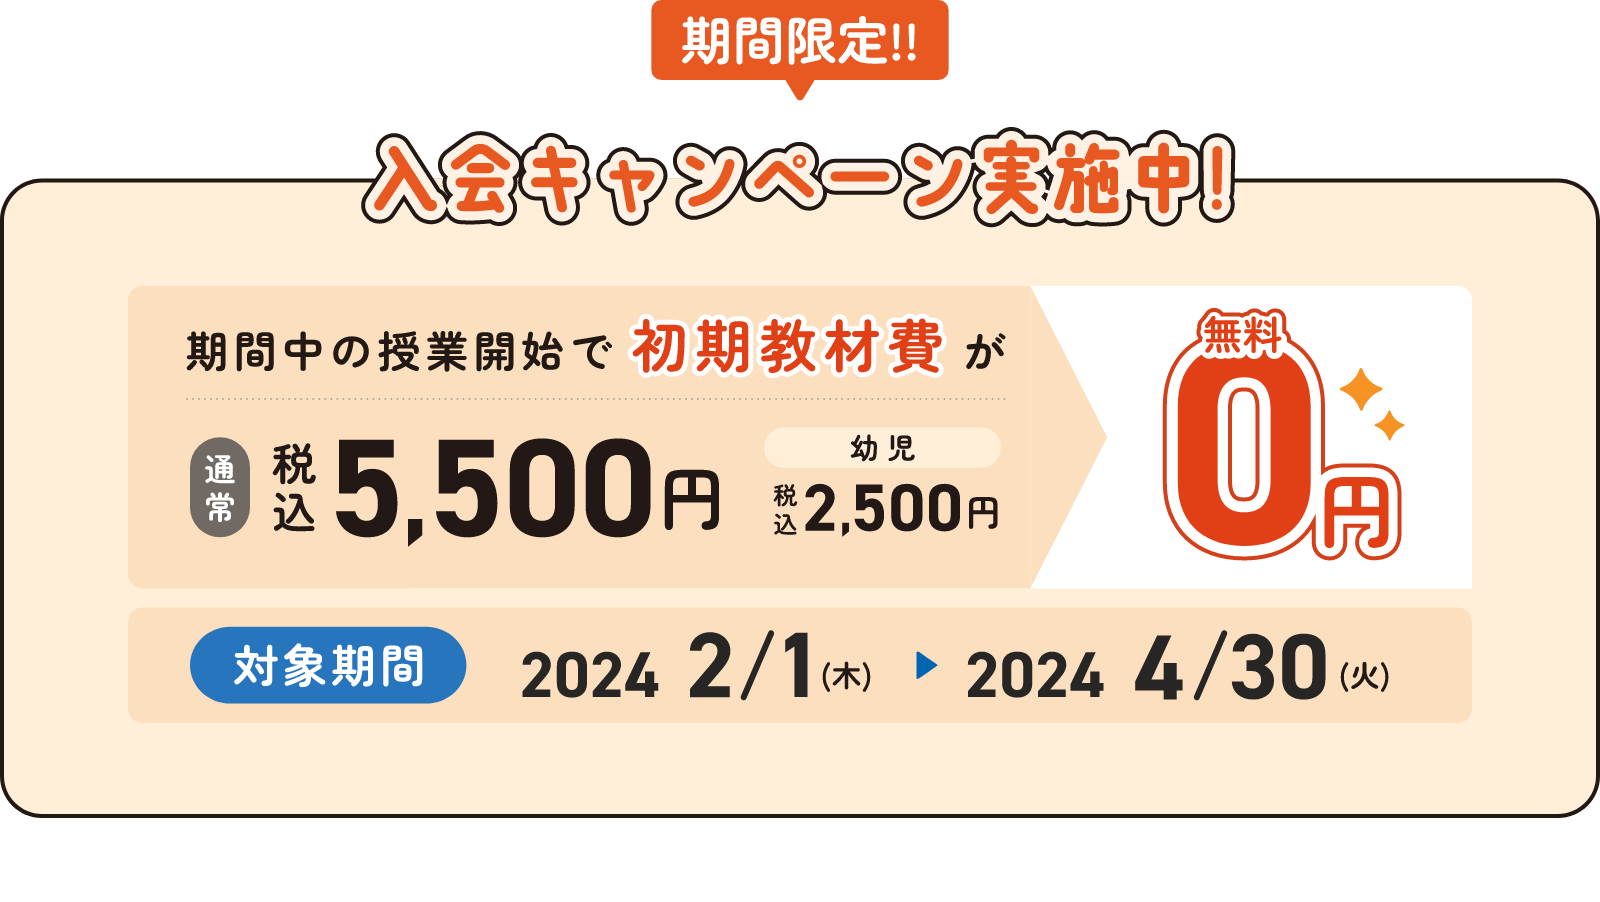 期間限定!!
入会キャンペーン実施中!
期間中の授業開始で 初期教材費 が
通常 税込 5,500円
幼児
税込 2,500円
無料
0円
対象期間 2024 2/1(木) ▶ 2024 4/30(火)